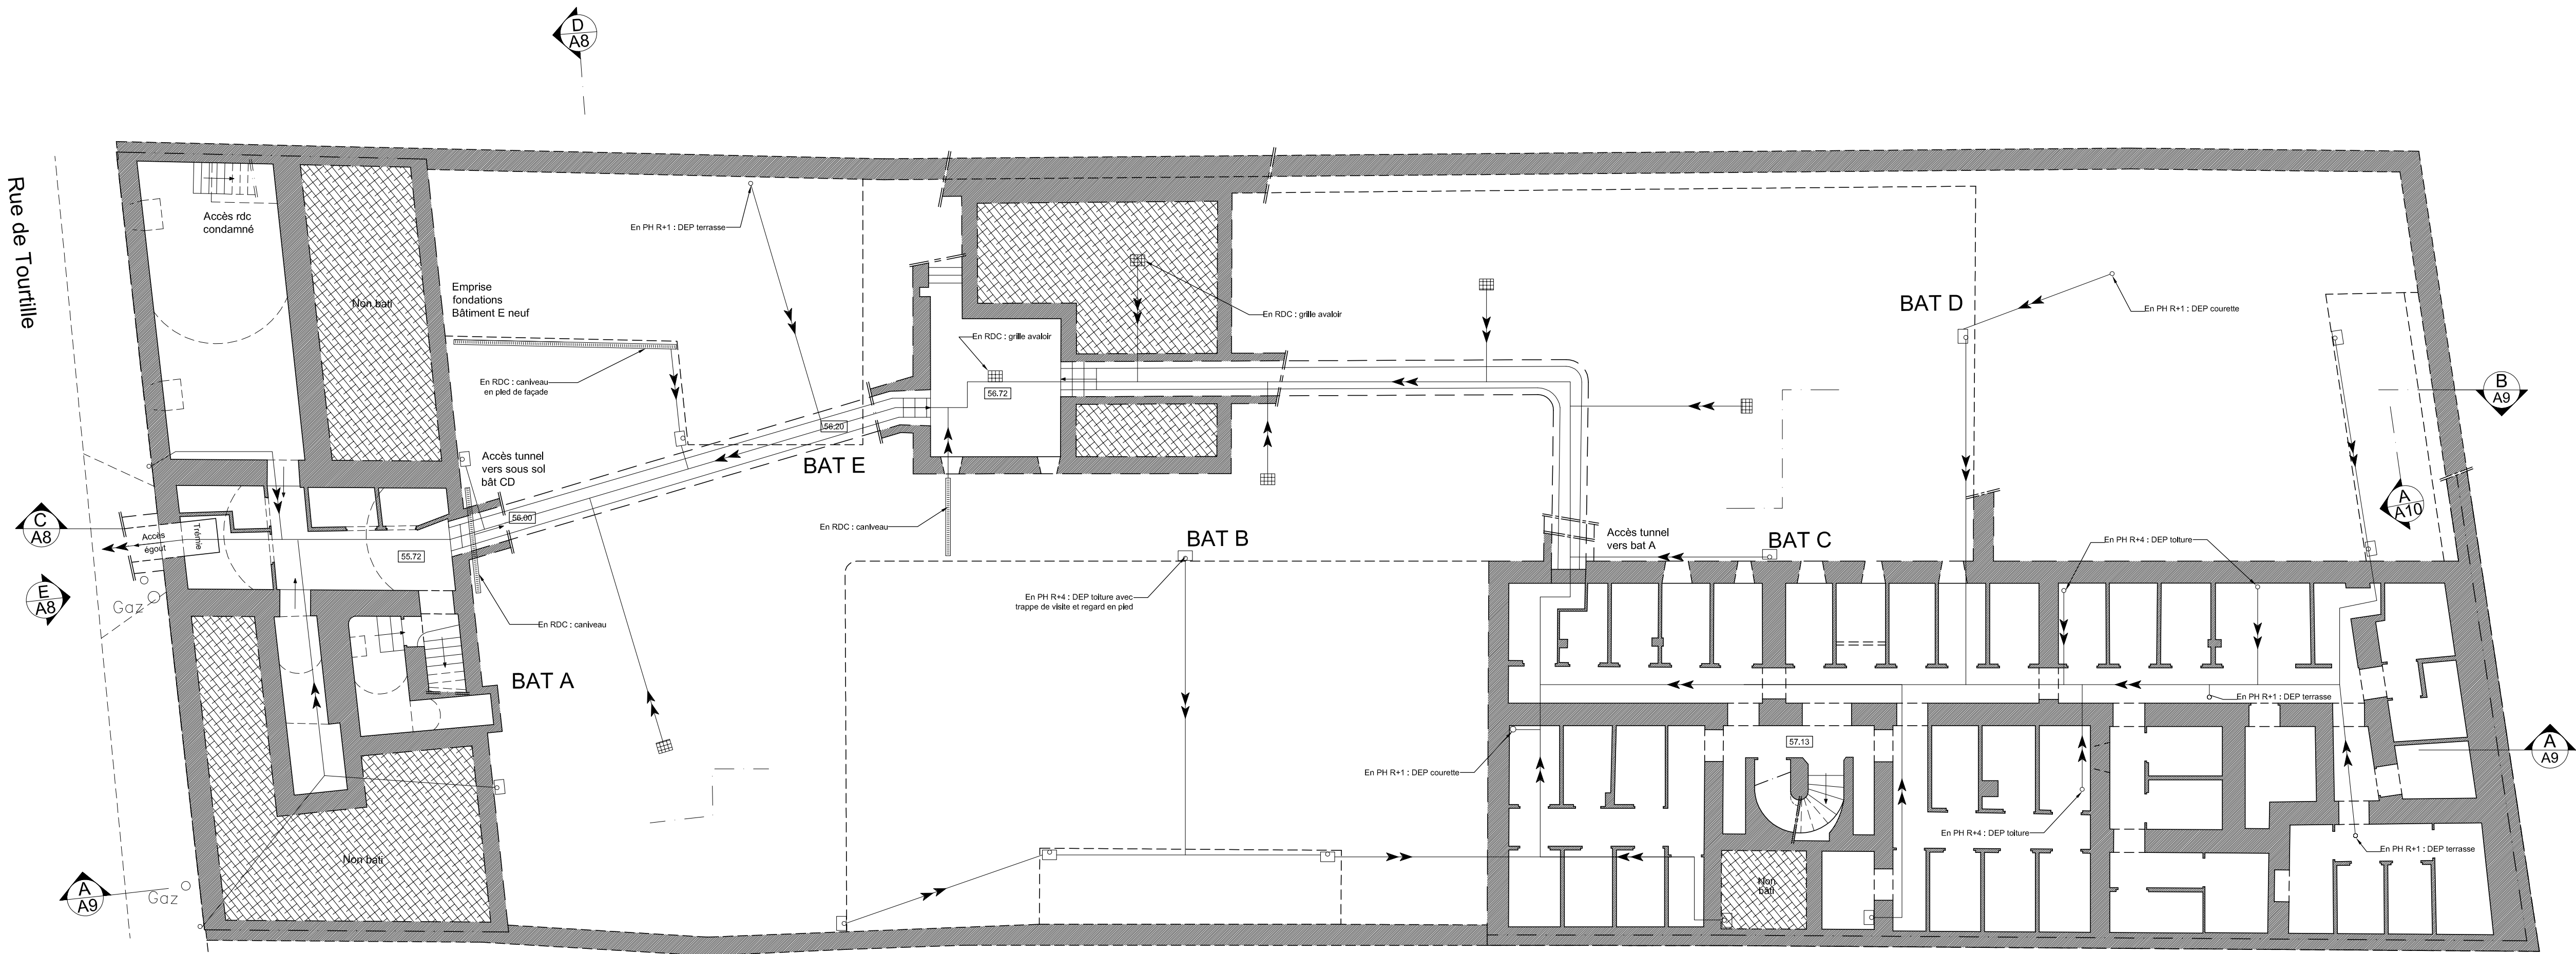 D
A8
Rue de Tourtille
Accès rdc
condamné
Non bati
Emprise
fondations
Bâtiment E neuf
En PH R+1 : DEP terrasse
En RDC : caniveau
en pied de façade
En RDC : grille avaloir
En RDC : grille avaloir
56.72
56.20
BAT E
BAT D
En PH R+1 : DEP courette
B
A9
A
A10
Accès tunnel
vers sous sol
bât CD
56.00
C
A8
Accès
égout
Trémie
55.72
E
A8
Gaz
En RDC : caniveau
En RDC : caniveau
BAT A
BAT B
En PH R+4 : DEP toiture avec
trappe de visite et regard en pied
Accès tunnel
vers bat A
BAT C
En PH R+4 : DEP toiture
En PH R+1 : DEP terrasse
57.13
En PH R+1 : DEP courette
A
A9
En PH R+4 : DEP toiture
En PH R+1 : DEP terrasse
Non
bâti
Non bati
A
A9
Gaz